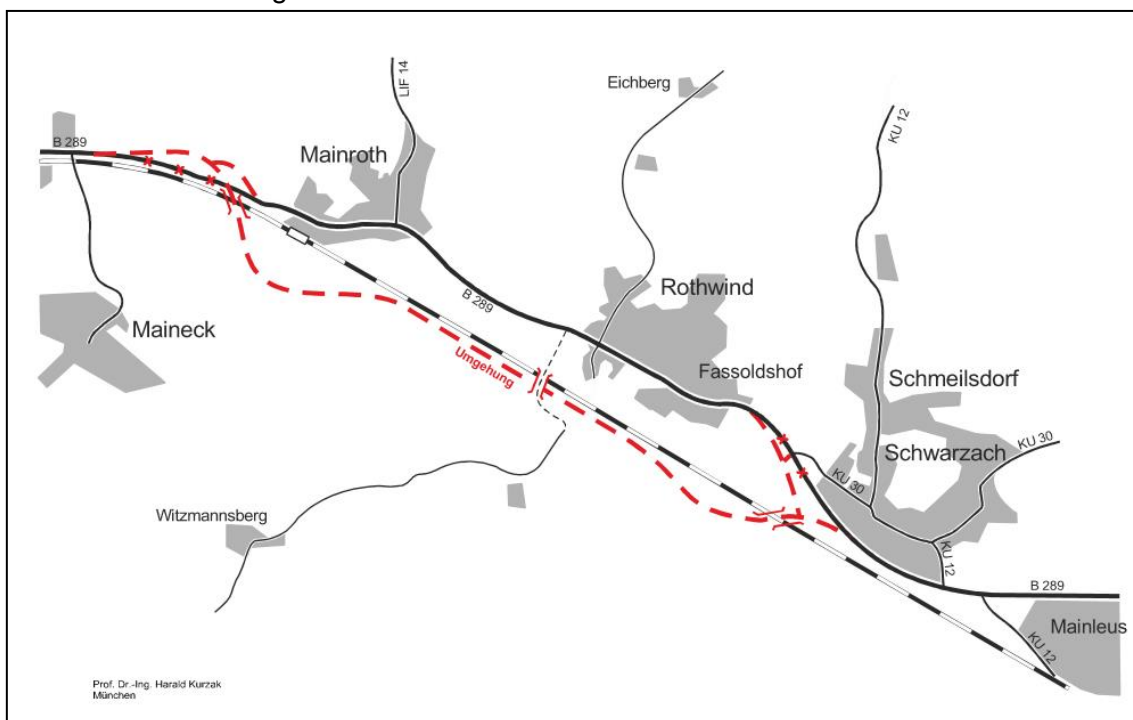 Eichberg
LIF 14
KU 12
B 289
Mainroth
Rothwind
B 289
Maineck
Umgehung
Fassoldshof
Schmeilsdorf
Schwarzach
KU 30
KU 30
Witzmannsberg
KU 12
B 289
Mainleus
KU 12
Prof. Dr.-Ing. Harald Kurzak
München